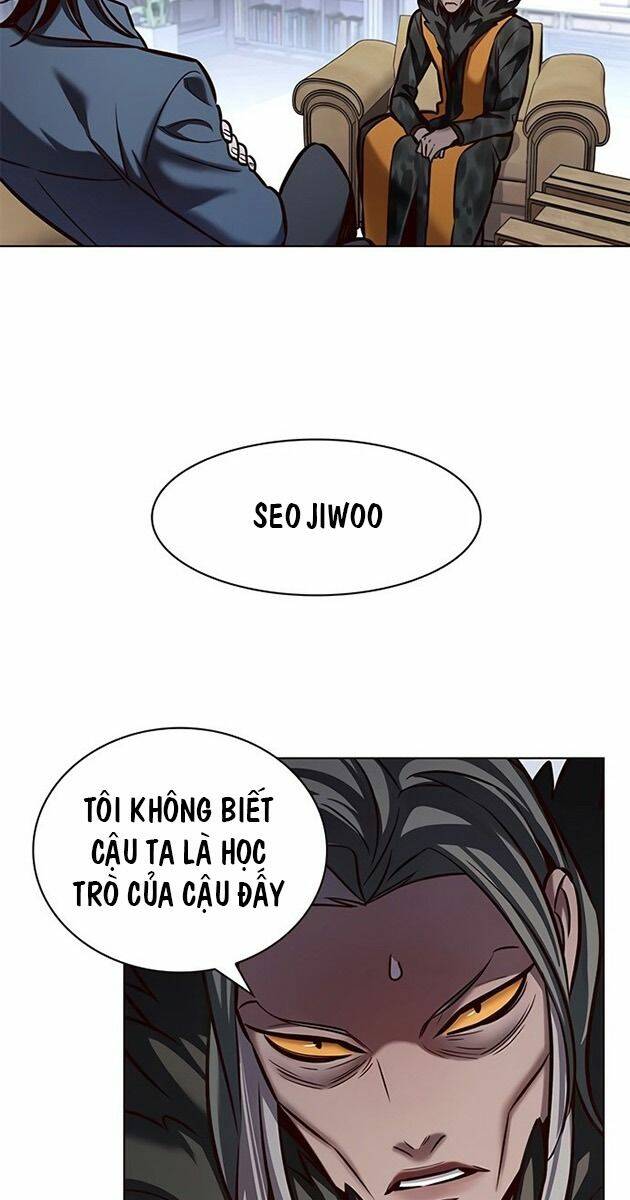 SEO JIWOO
TÔI KHÔNG BIẾT
CẬU TA LÀ HỌC
TRÒ CỦA CẬU ĐẤY